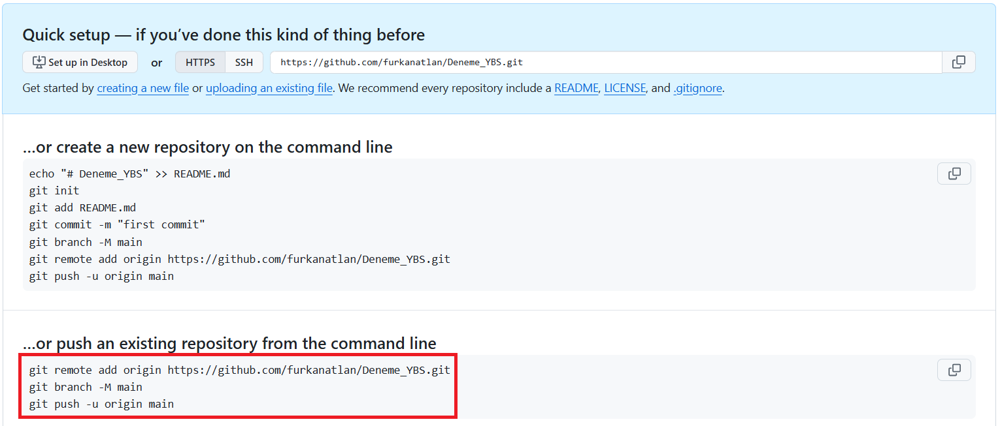 Quick setup — if you’ve done this kind of thing before
Set up in Desktop or HTTPS SSH https://github.com/furkanatlan/Deneme_YBS.git
Get started by creating a new file or uploading an existing file. We recommend every repository include a README, LICENSE, and .gitignore.
…or create a new repository on the command line
echo "# Deneme_YBS" >> README.md
git init
git add README.md
git commit -m "first commit"
git branch -M main
git remote add origin https://github.com/furkanatlan/Deneme_YBS.git
git push -u origin main
…or push an existing repository from the command line
git remote add origin https://github.com/furkanatlan/Deneme_YBS.git
git branch -M main
git push -u origin main